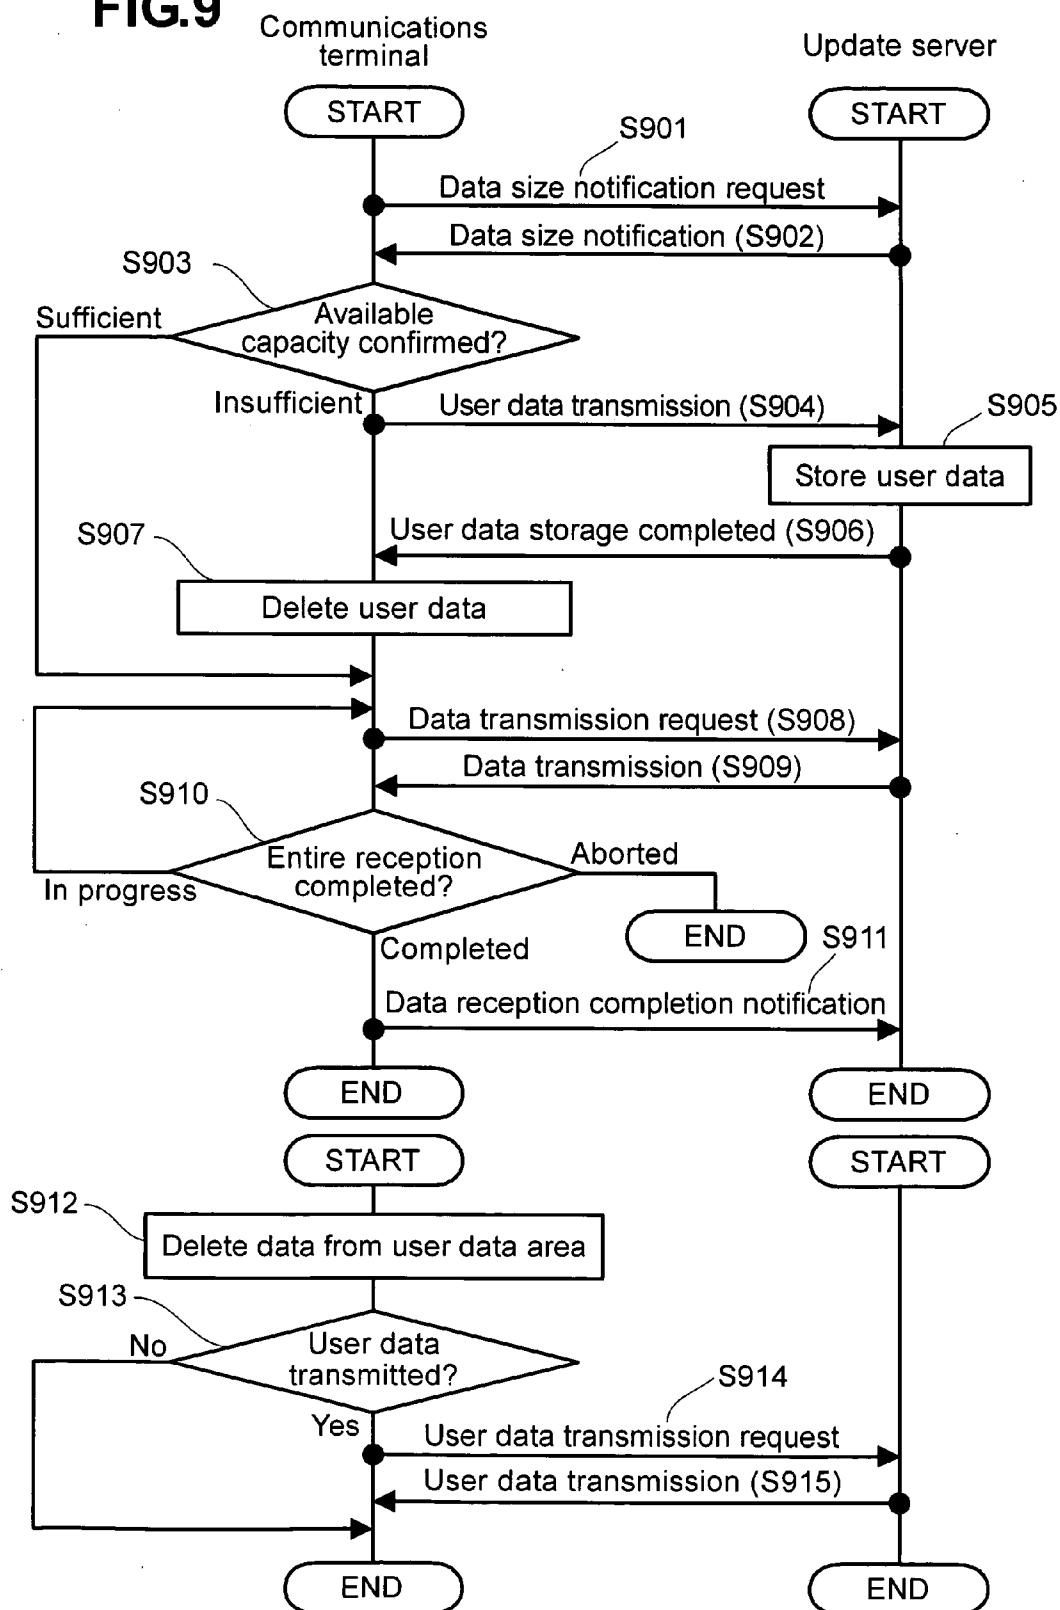 FIG.9
Communications
terminal
Update server
START
START
S901
Data size notification request
Data size notification (S902)
S903
Sufficient
Available
capacity confirmed?
Insufficient
User data transmission (S904)
S905
Store user data
S907
User data storage completed (S906)
Delete user data
Data transmission request (S908)
Data transmission (S909)
S910
Entire reception
completed?
Aborted
In progress
END
S911
Completed
Data reception completion notification
END
END
START
START
S912
Delete data from user data area
S913
No
User data
transmitted?
S914
Yes
User data transmission request
User data transmission (S915)
END
END